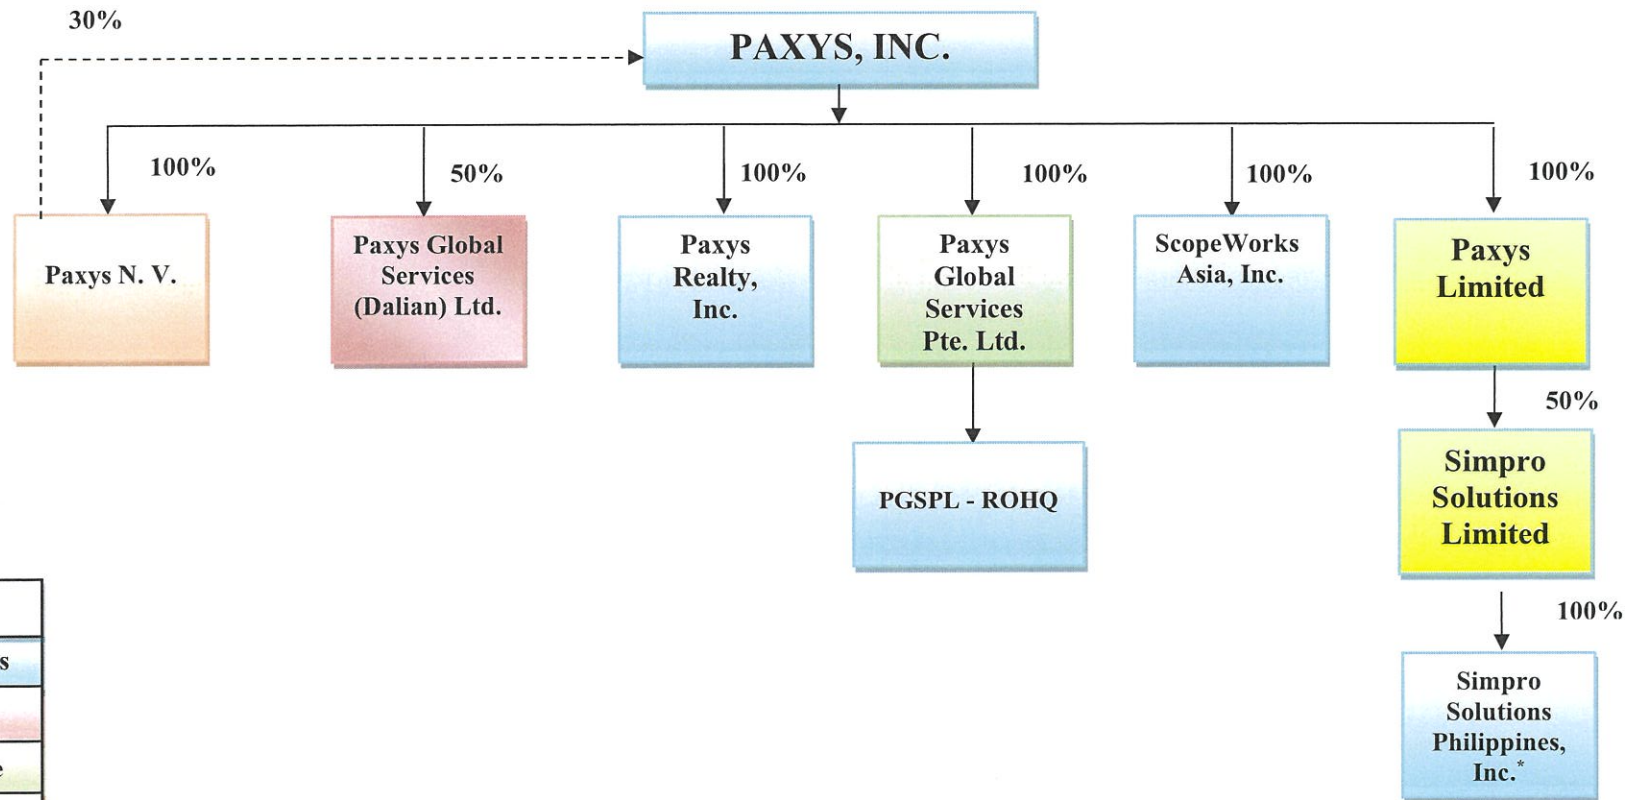 30%
PAXYS, INC.
100%
50%
100%
100%
100%
100%
Paxys N. V.
Paxys Global
Services
(Dalian) Ltd.
Paxys
Realty,
Inc.
Paxys
Global
Services
Pte. Ltd.
ScopeWorks
Asia, Inc.
Paxys
Limited
50%
PGSPL - ROHQ
Simpro
Solutions
Limited
100%
Simpro
Solutions
Philippines,
Inc.*